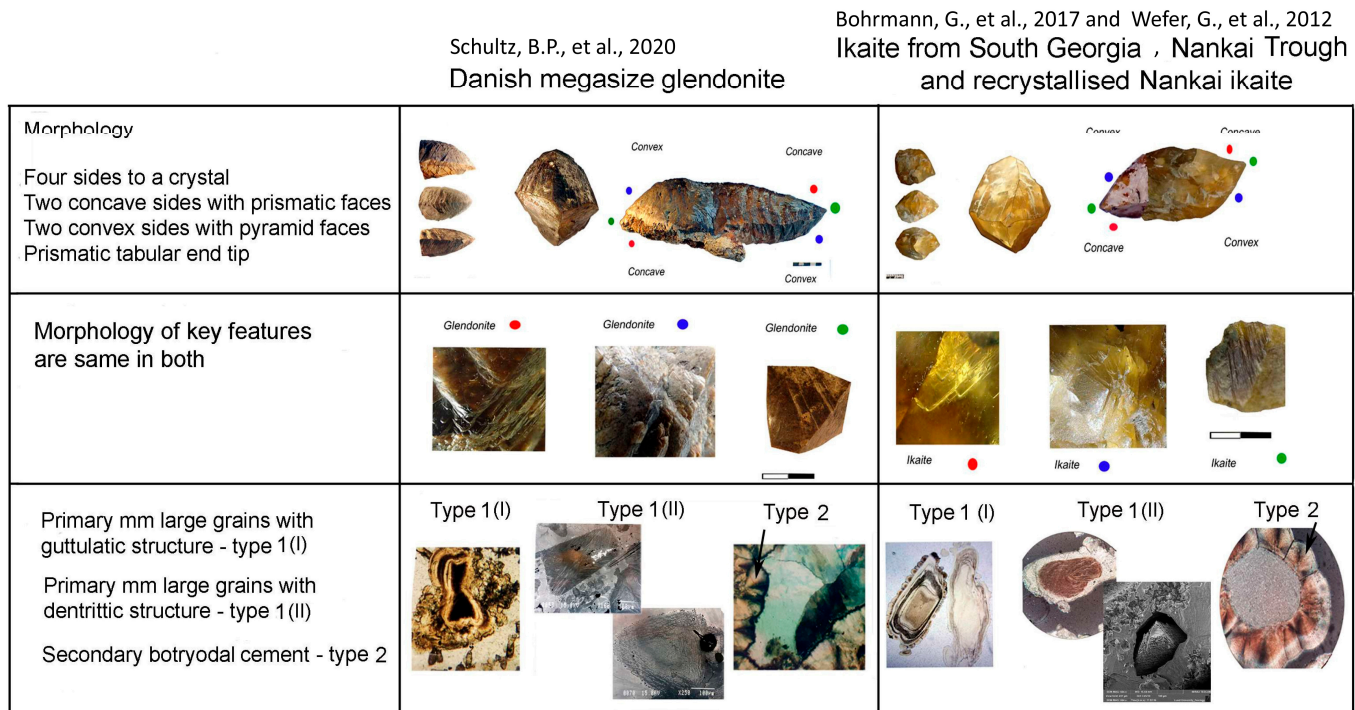 Bohrmann, G., et al., 2017 and Wefer, G., et al., 2012
Schultz, B.P., et al., 2020
Ikaite from South Georgia , Nankai Trough
Danish megasize glendonite
and recrystallised Nankai ikaite
Morphology
Four sides to a crystal
Two concave sides with prismatic faces
Two convex sides with pyramid faces
Prismatic tabular end tip
Convex
Concave
Concave
Convex
Convex
Concave
Concave
Convex
Morphology of key features
are same in both
Glendonite
Glendonite
Glendonite
Ikaite
Ikaite
Ikaite
Primary mm large grains with
guttulatic structure - type 1(I)
Primary mm large grains with
dentrittic structure - type 1(II)
Secondary botryodal cement - type 2
Type 1(I)
Type 1(II)
Type 2
Type 1 (I)
Type 1(II)
Type 2